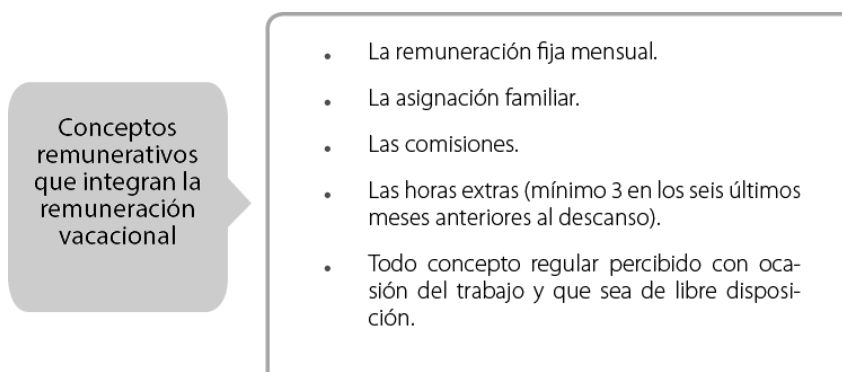 Conceptos
remunerativos
que integran la
remuneración
vacacional
• La remuneración fija mensual.
• La asignación familiar.
• Las comisiones.
• Las horas extras (mínimo 3 en los seis últimos
meses anteriores al descanso).
• Todo concepto regular percibido con oca-
sión del trabajo y que sea de libre disposi-
ción.